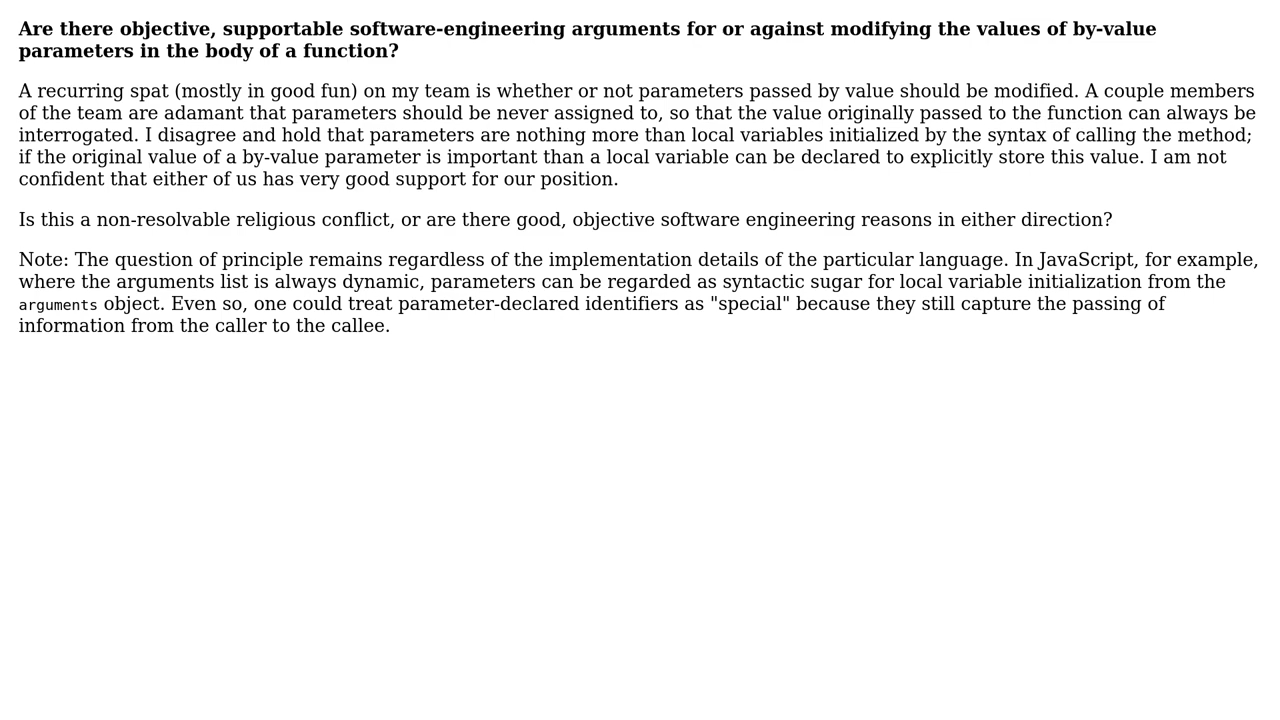 Are there objective, supportable software-engineering arguments for or against modifying the values of by-value
parameters in the body of a function?
A recurring spat (mostly in good fun) on my team is whether or not parameters passed by value should be modified. A couple members
of the team are adamant that parameters should be never assigned to, so that the value originally passed to the function can always be
interrogated. I disagree and hold that parameters are nothing more than local variables initialized by the syntax of calling the method;
if the original value of a by-value parameter is important than a local variable can be declared to explicitly store this value. I am not
confident that either of us has very good support for our position.
Is this a non-resolvable religious conflict, or are there good, objective software engineering reasons in either direction?
Note: The question of principle remains regardless of the implementation details of the particular language. In JavaScript, for example,
where the arguments list is always dynamic, parameters can be regarded as syntactic sugar for local variable initialization from the
arguments object. Even so, one could treat parameter-declared identifiers as "special" because they still capture the passing of
information from the caller to the callee.